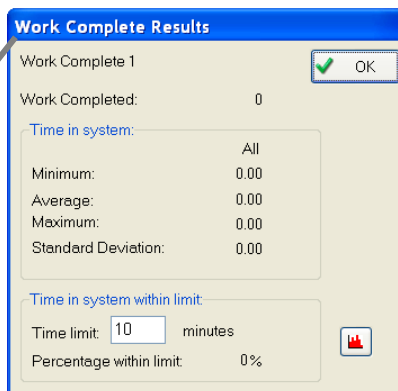 Work Complete Results
Work Complete 1
OK
Work Completed: 0
Time in system:
All
Minimum: 0.00
Average: 0.00
Maximum: 0.00
Standard Deviation: 0.00
Time in system within limit:
Time limit: 10 minutes
Percentage within limit: 0%